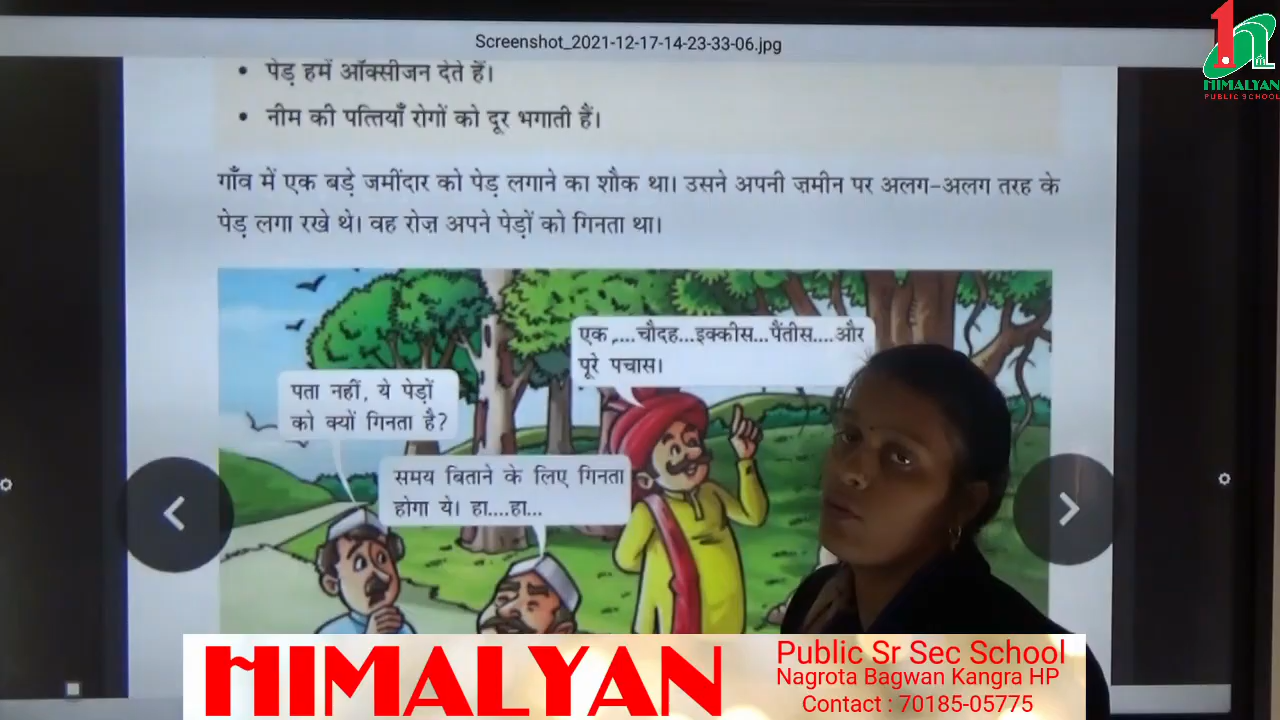 Screenshot_2021-12-17-14-23-33-06.jpg
HIMALYAN
PUBLIC SCHOOL
• पेड़ हमें ऑक्सीजन देते हैं।
• नीम की पत्तियाँ रोगों को दूर भगाती हैं।
गाँव में एक बड़े जमींदार को पेड़ लगाने का शौक था। उसने अपनी ज़मीन पर अलग-अलग तरह के
पेड़ लगा रखे थे। वह रोज़ अपने पेड़ों को गिनता था।
एक,....चौदह...इक्कीस...पैंतीस....और
पूरे पचास।
पता नहीं, ये पेड़ों
को क्यों गिनता है?
समय बिताने के लिए गिनता
होगा ये। हा....हा...
HIMALYAN
Public Sr Sec School
Nagrota Bagwan Kangra HP
Contact : 70185-05775